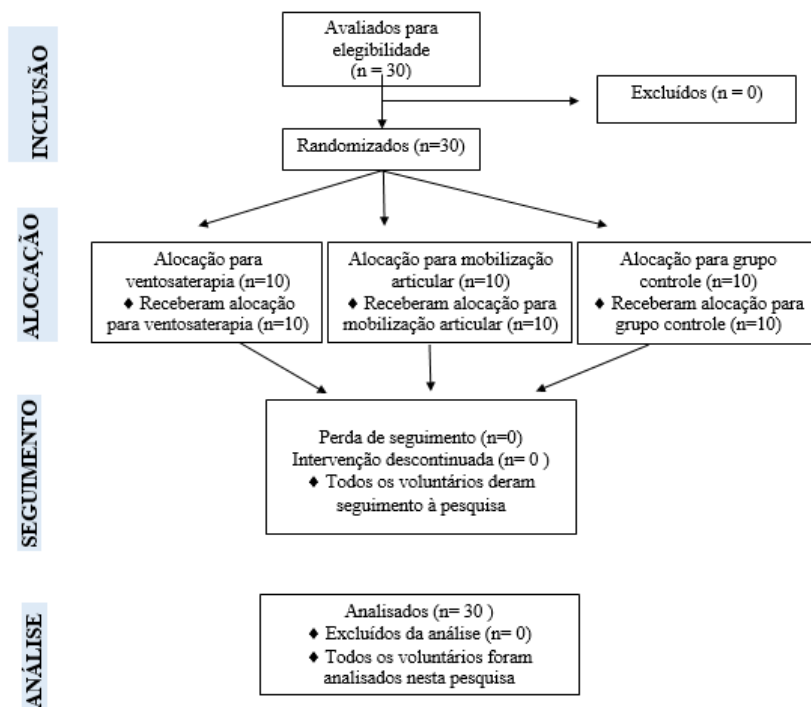 INCLUSÃO
Avaliados para
elegibilidade
(n = 30)
Excluídos (n = 0)
Randomizados (n=30)
ALOCAÇÃO
Alocação para
ventosaterapia (n=10)
♦ Receberam alocação
para ventosaterapia (n=10)
Alocação para mobilização
articular (n=10)
♦ Receberam alocação para
mobilização articular (n=10)
Alocação para grupo
controle (n=10)
♦ Receberam alocação para
grupo controle (n=10)
SEGUIMENTO
Perda de seguimento (n=0)
Intervenção descontinuada (n= 0 )
♦ Todos os voluntários deram
seguimento à pesquisa
ANÁLISE
Analisados (n= 30 )
♦ Excluídos da análise (n= 0)
♦ Todos os voluntários foram
analisados nesta pesquisa